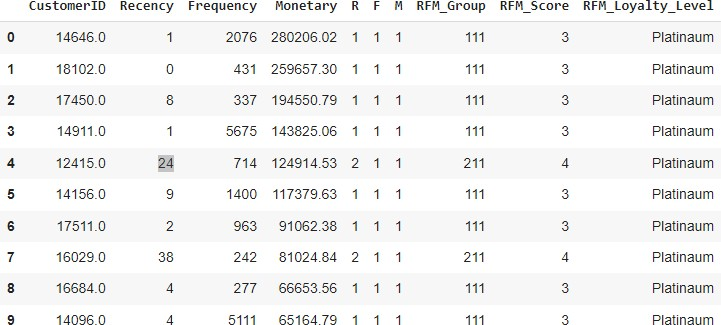 CustomerID Recency Frequency Monetary R F M RFM_Group RFM_Score RFM_Loyalty_Level
0 14646.0 1 2076 280206.02 1 1 1 111 3 Platinaum
1 18102.0 0 431 259657.30 1 1 1 111 3 Platinaum
2 17450.0 8 337 194550.79 1 1 1 111 3 Platinaum
3 14911.0 1 5675 143825.06 1 1 1 111 3 Platinaum
4 12415.0 24 714 124914.53 2 1 1 211 4 Platinaum
5 14156.0 9 1400 117379.63 1 1 1 111 3 Platinaum
6 17511.0 2 963 91062.38 1 1 1 111 3 Platinaum
7 16029.0 38 242 81024.84 2 1 1 211 4 Platinaum
8 16684.0 4 277 66653.56 1 1 1 111 3 Platinaum
9 14096.0 4 5111 65164.79 1 1 1 111 3 Platinaum